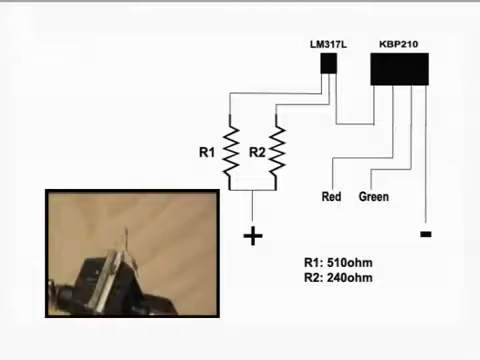 LM317L
KBP210
R1
R2
Red
Green
+
-
R1: 510ohm
R2: 240ohm